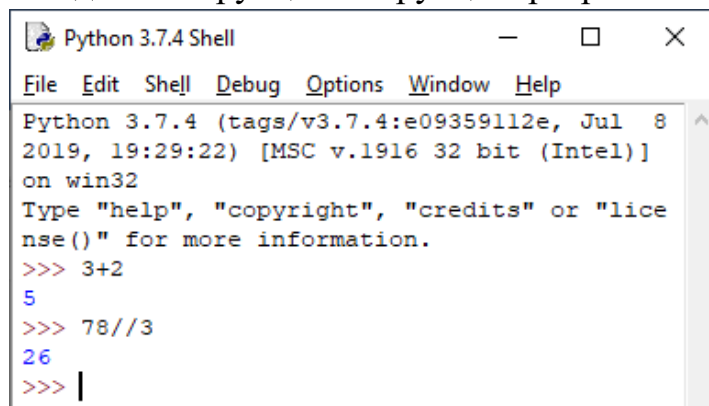 Python 3.7.4 Shell
File Edit Shell Debug Options Window Help
Python 3.7.4 (tags/v3.7.4:e09359112e, Jul 8
2019, 19:29:22) [MSC v.1916 32 bit (Intel)]
on win32
Type "help", "copyright", "credits" or "lice
nse()" for more information.
>>> 3+2
5
>>> 78//3
26
>>>